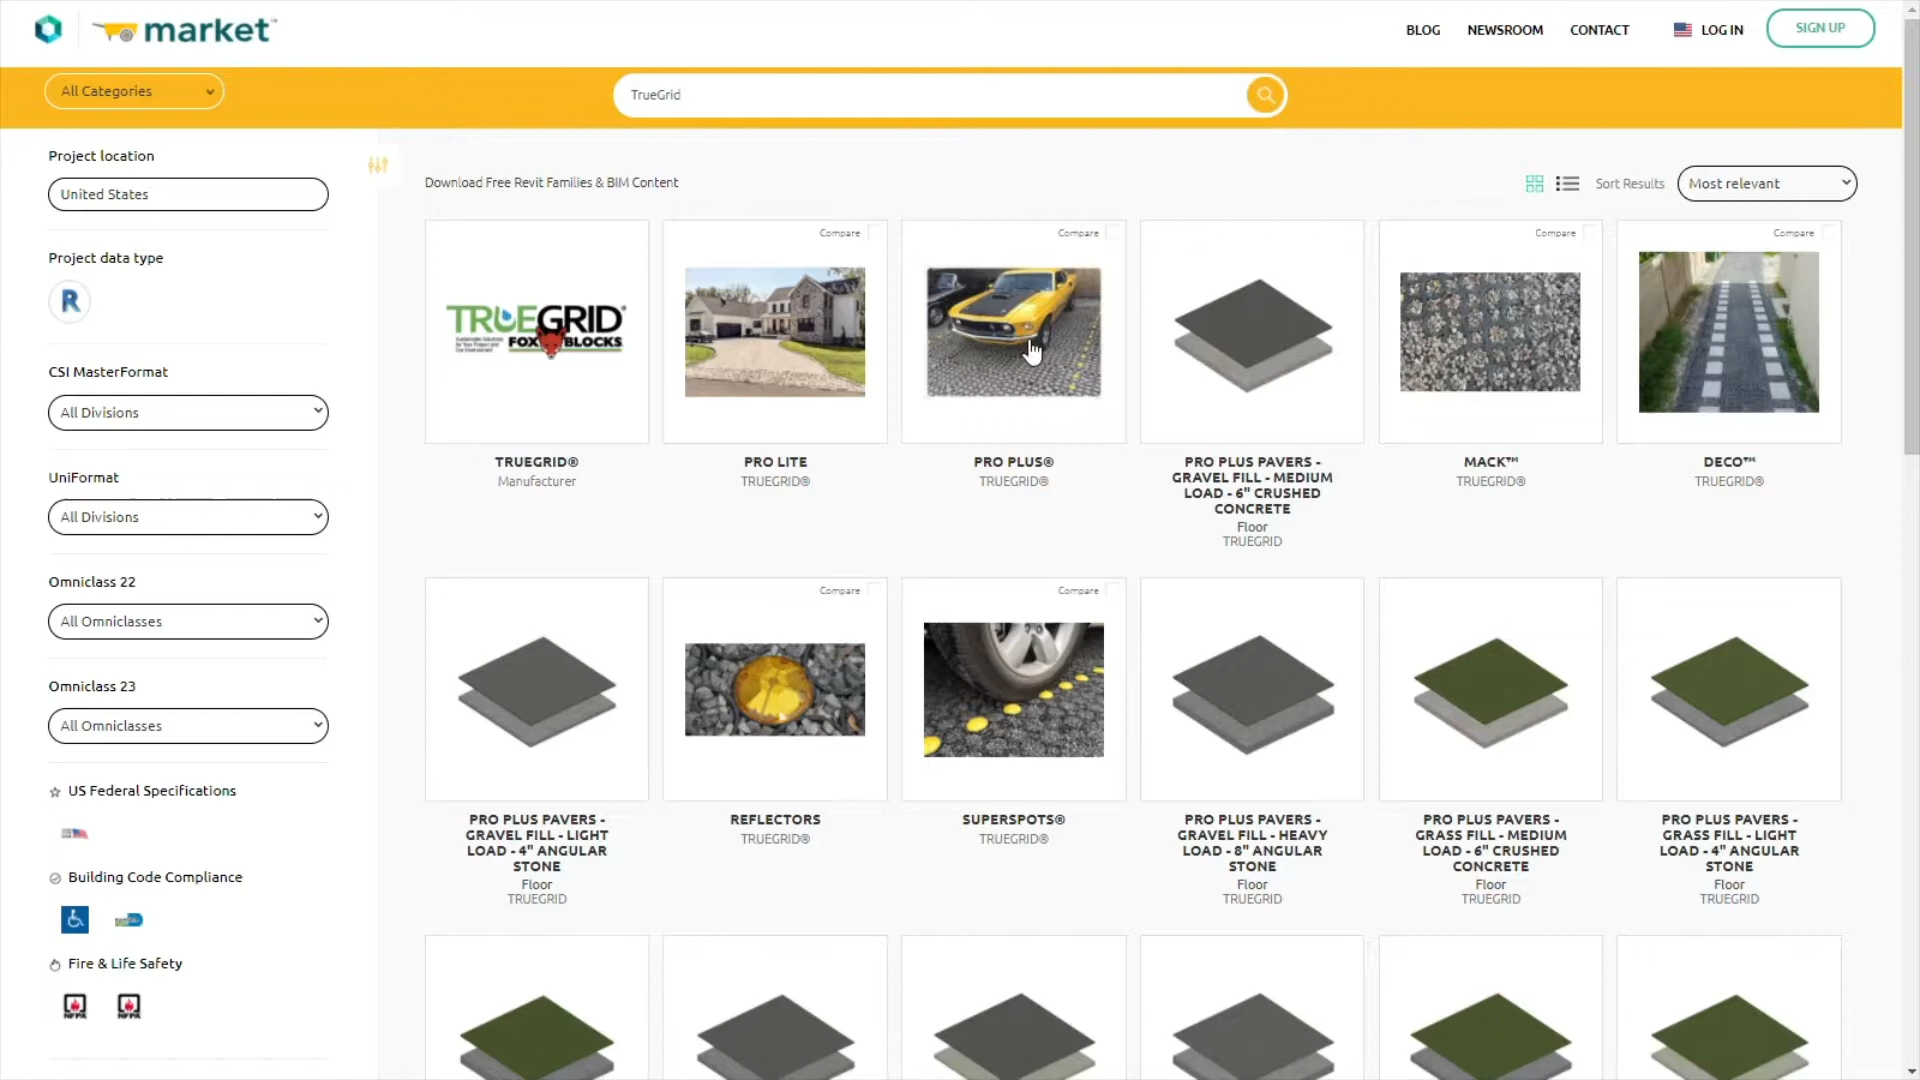 market™
BLOG
NEWSROOM
CONTACT
LOG IN
SIGN UP
All Categories
TrueGrid
Project location
United States
Project data type
R
CSI MasterFormat
All Divisions
UniFormat
All Divisions
Omniclass 22
All Omniclasses
Omniclass 23
All Omniclasses
US Federal Specifications
Building Code Compliance
Fire & Life Safety
NFPA
NFPA
Download Free Revit Families & BIM Content
Sort Results
Most relevant
TRUEGRID®
FOX BLOCKS
TRUEGRID®
Manufacturer
Compare
PRO LITE
TRUEGRID®
Compare
PRO PLUS®
TRUEGRID®
PRO PLUS PAVERS -
GRAVEL FILL - MEDIUM
LOAD - 6" CRUSHED
CONCRETE
Floor
TRUEGRID
Compare
MACK™
TRUEGRID®
Compare
DECO™
TRUEGRID®
PRO PLUS PAVERS -
GRAVEL FILL - LIGHT
LOAD - 4" ANGULAR
STONE
Floor
TRUEGRID
Compare
REFLECTORS
TRUEGRID®
Compare
SUPERSPOTS®
TRUEGRID®
PRO PLUS PAVERS -
GRAVEL FILL - HEAVY
LOAD - 8" ANGULAR
STONE
Floor
TRUEGRID
PRO PLUS PAVERS -
GRASS FILL - MEDIUM
LOAD - 6" CRUSHED
CONCRETE
Floor
TRUEGRID
PRO PLUS PAVERS -
GRASS FILL - LIGHT
LOAD - 4" ANGULAR
STONE
Floor
TRUEGRID